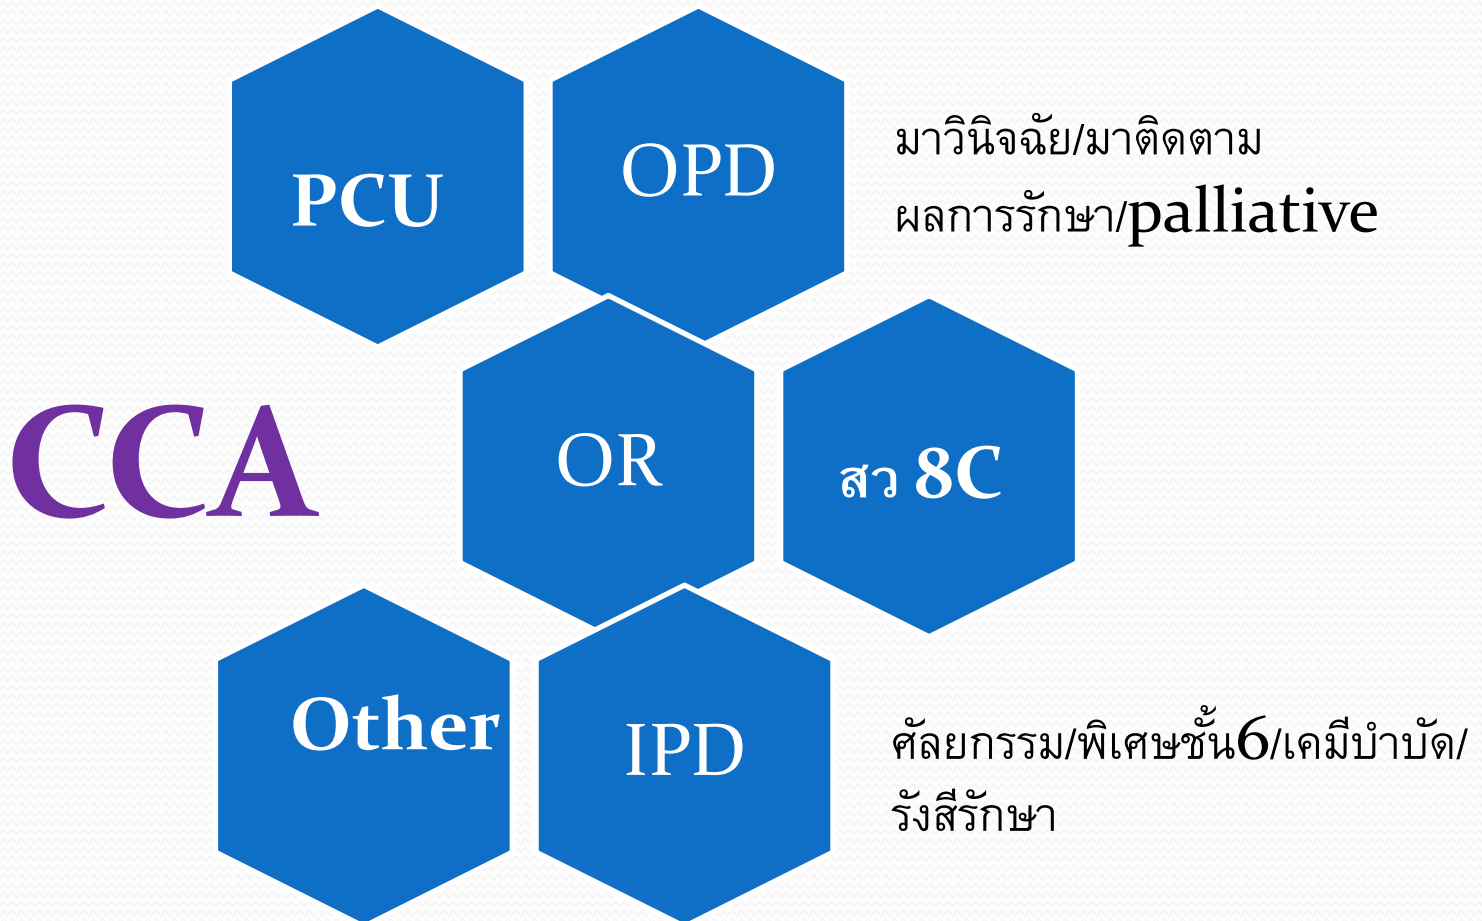 PCU
OPD
มาวินิจฉัย/มาติดตาม
ผลการรักษา/palliative
CCA
OR
สว 8C
Other
IPD
ศัลยกรรม/พิเศษชั้น6/เคมีบำบัด/
รังสีรักษา